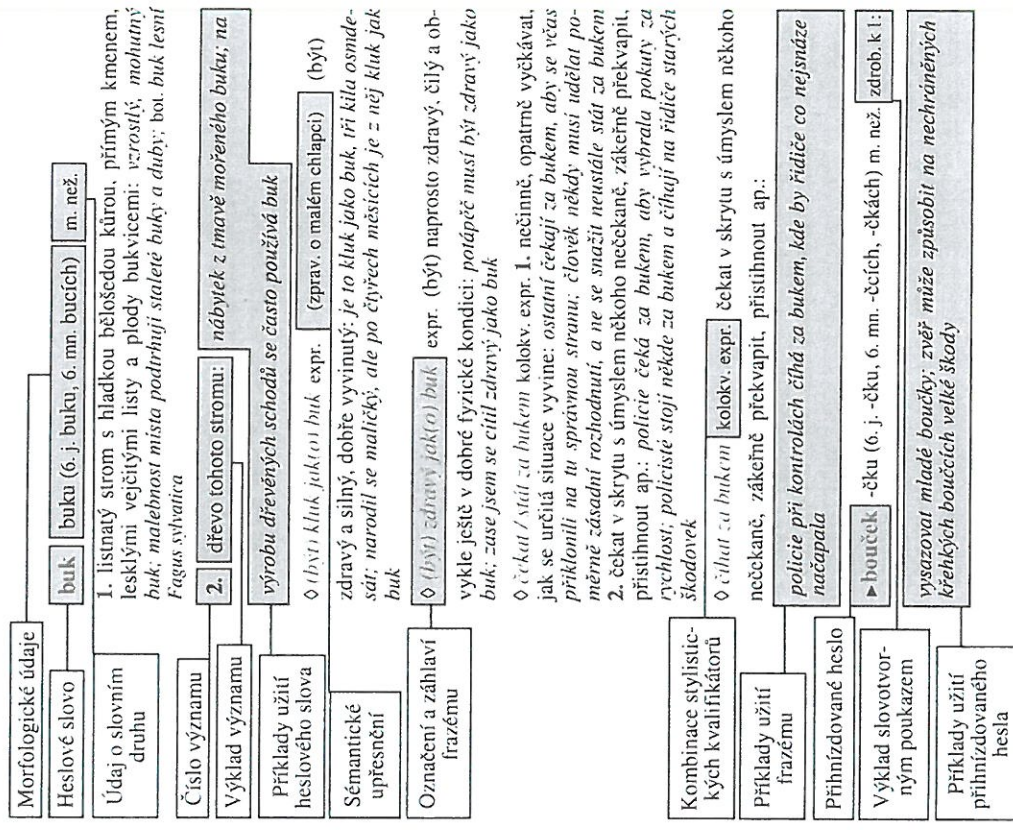 Morfologické údaje
Heslové slovo
buk
buku (6. j. buku, 6. mn. bucích)
m. než.
Údaj o slovním
druhu
1. listnatý strom s hladkou bělošedou kůrou, přímým kmenem,
lesklými vejčitými listy a plody bukvicemi: vzrostlý, mohutný
buk; malebnost místa podtrhují staleté buky a duby; bot. buk lesní
Fagus sylvatica
Číslo významu
2.
dřevo tohoto stromu:
nábytek z tmavě mořeného buku; na
Výklad významu
Příklady užití
heslového slova
výrobu dřevěných schodů se často používá buk
◊ (být) kluk jak(o) buk expr.
(zprav. o malém chlapci)
(být)
zdravý a silný, dobře vyvinutý: je to kluk jako buk, tři kila osmde-
sát; narodil se maličký, ale po čtyřech měsících je z něj kluk jak
buk
Sémantické
upřesnění
Označení a záhlaví
frazému
◊ (být) zdravý jak(o) buk
expr. (být) naprosto zdravý, čilý a ob-
vykle ještě v dobré fyzické kondici: potápěč musí být zdravý jako
buk; zase jsem se cítil zdravý jako buk
◊ čekat / stát za bukem kolokv. expr. 1. nečinně, opatrně vyčkávat,
jak se určitá situace vyvine: ostatní čekají za bukem, aby se včas
přiklonili na tu správnou stranu; člověk někdy musí udělat po-
měrně zásadní rozhodnutí, a ne se snažit neustále stát za bukem
2. čekat v skrytu s úmyslem někoho nečekaně, zákeřně překvapit,
přistihnout ap.: policie čeká za bukem, aby vybrala pokuty za
rychlost; policisté stojí někde za bukem a číhají na řidiče starých
škodovek
Kombinace stylistic-
kých kvalifikátorů
◊ číhat za bukem
kolokv. expr.
čekat v skrytu s úmyslem někoho
nečekaně, zákeřně překvapit, přistihnout ap.:
Příklady užití
frazému
policie při kontrolách číhá za bukem, kde by řidiče co nejsnáze
načapala
Přihnízdované heslo
►bouček
-čku (6. j. -čku, 6. mn. -čcích, -čkách) m. než.
zdrob. k 1:
Výklad slovotvor-
ným poukazem
Příklady užití
přihnízdovaného
hesla
vysazovat mladé boučky; zvěř může způsobit na nechráněných
křehkých boučcích velké škody